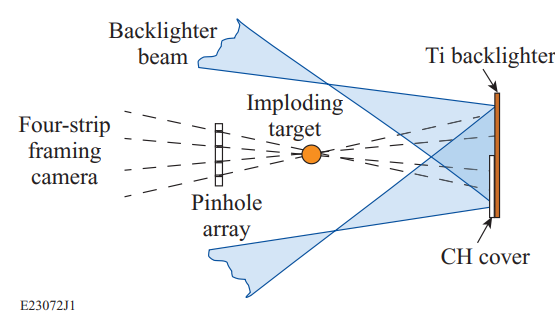 Backlighter
beam
Ti backlighter
Imploding
target
Four-strip
framing
camera
Pinhole
array
CH cover
E23072J1